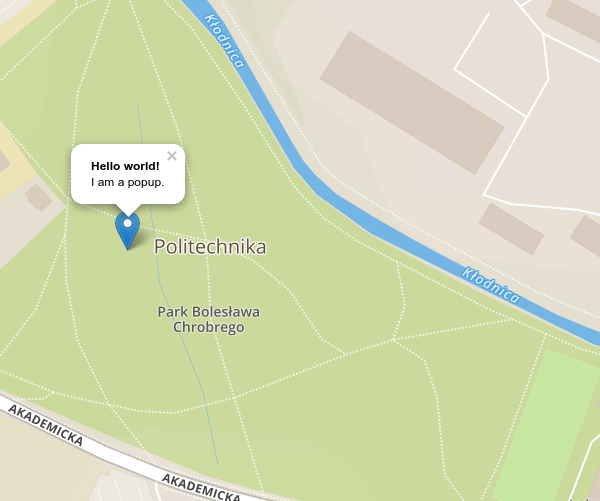 Kłodnica
Hello world!
I am a popup.
×
Politechnika
Kłodnica
Park Bolesława
Chrobrego
AKADEMICKA
AKADEMICKA